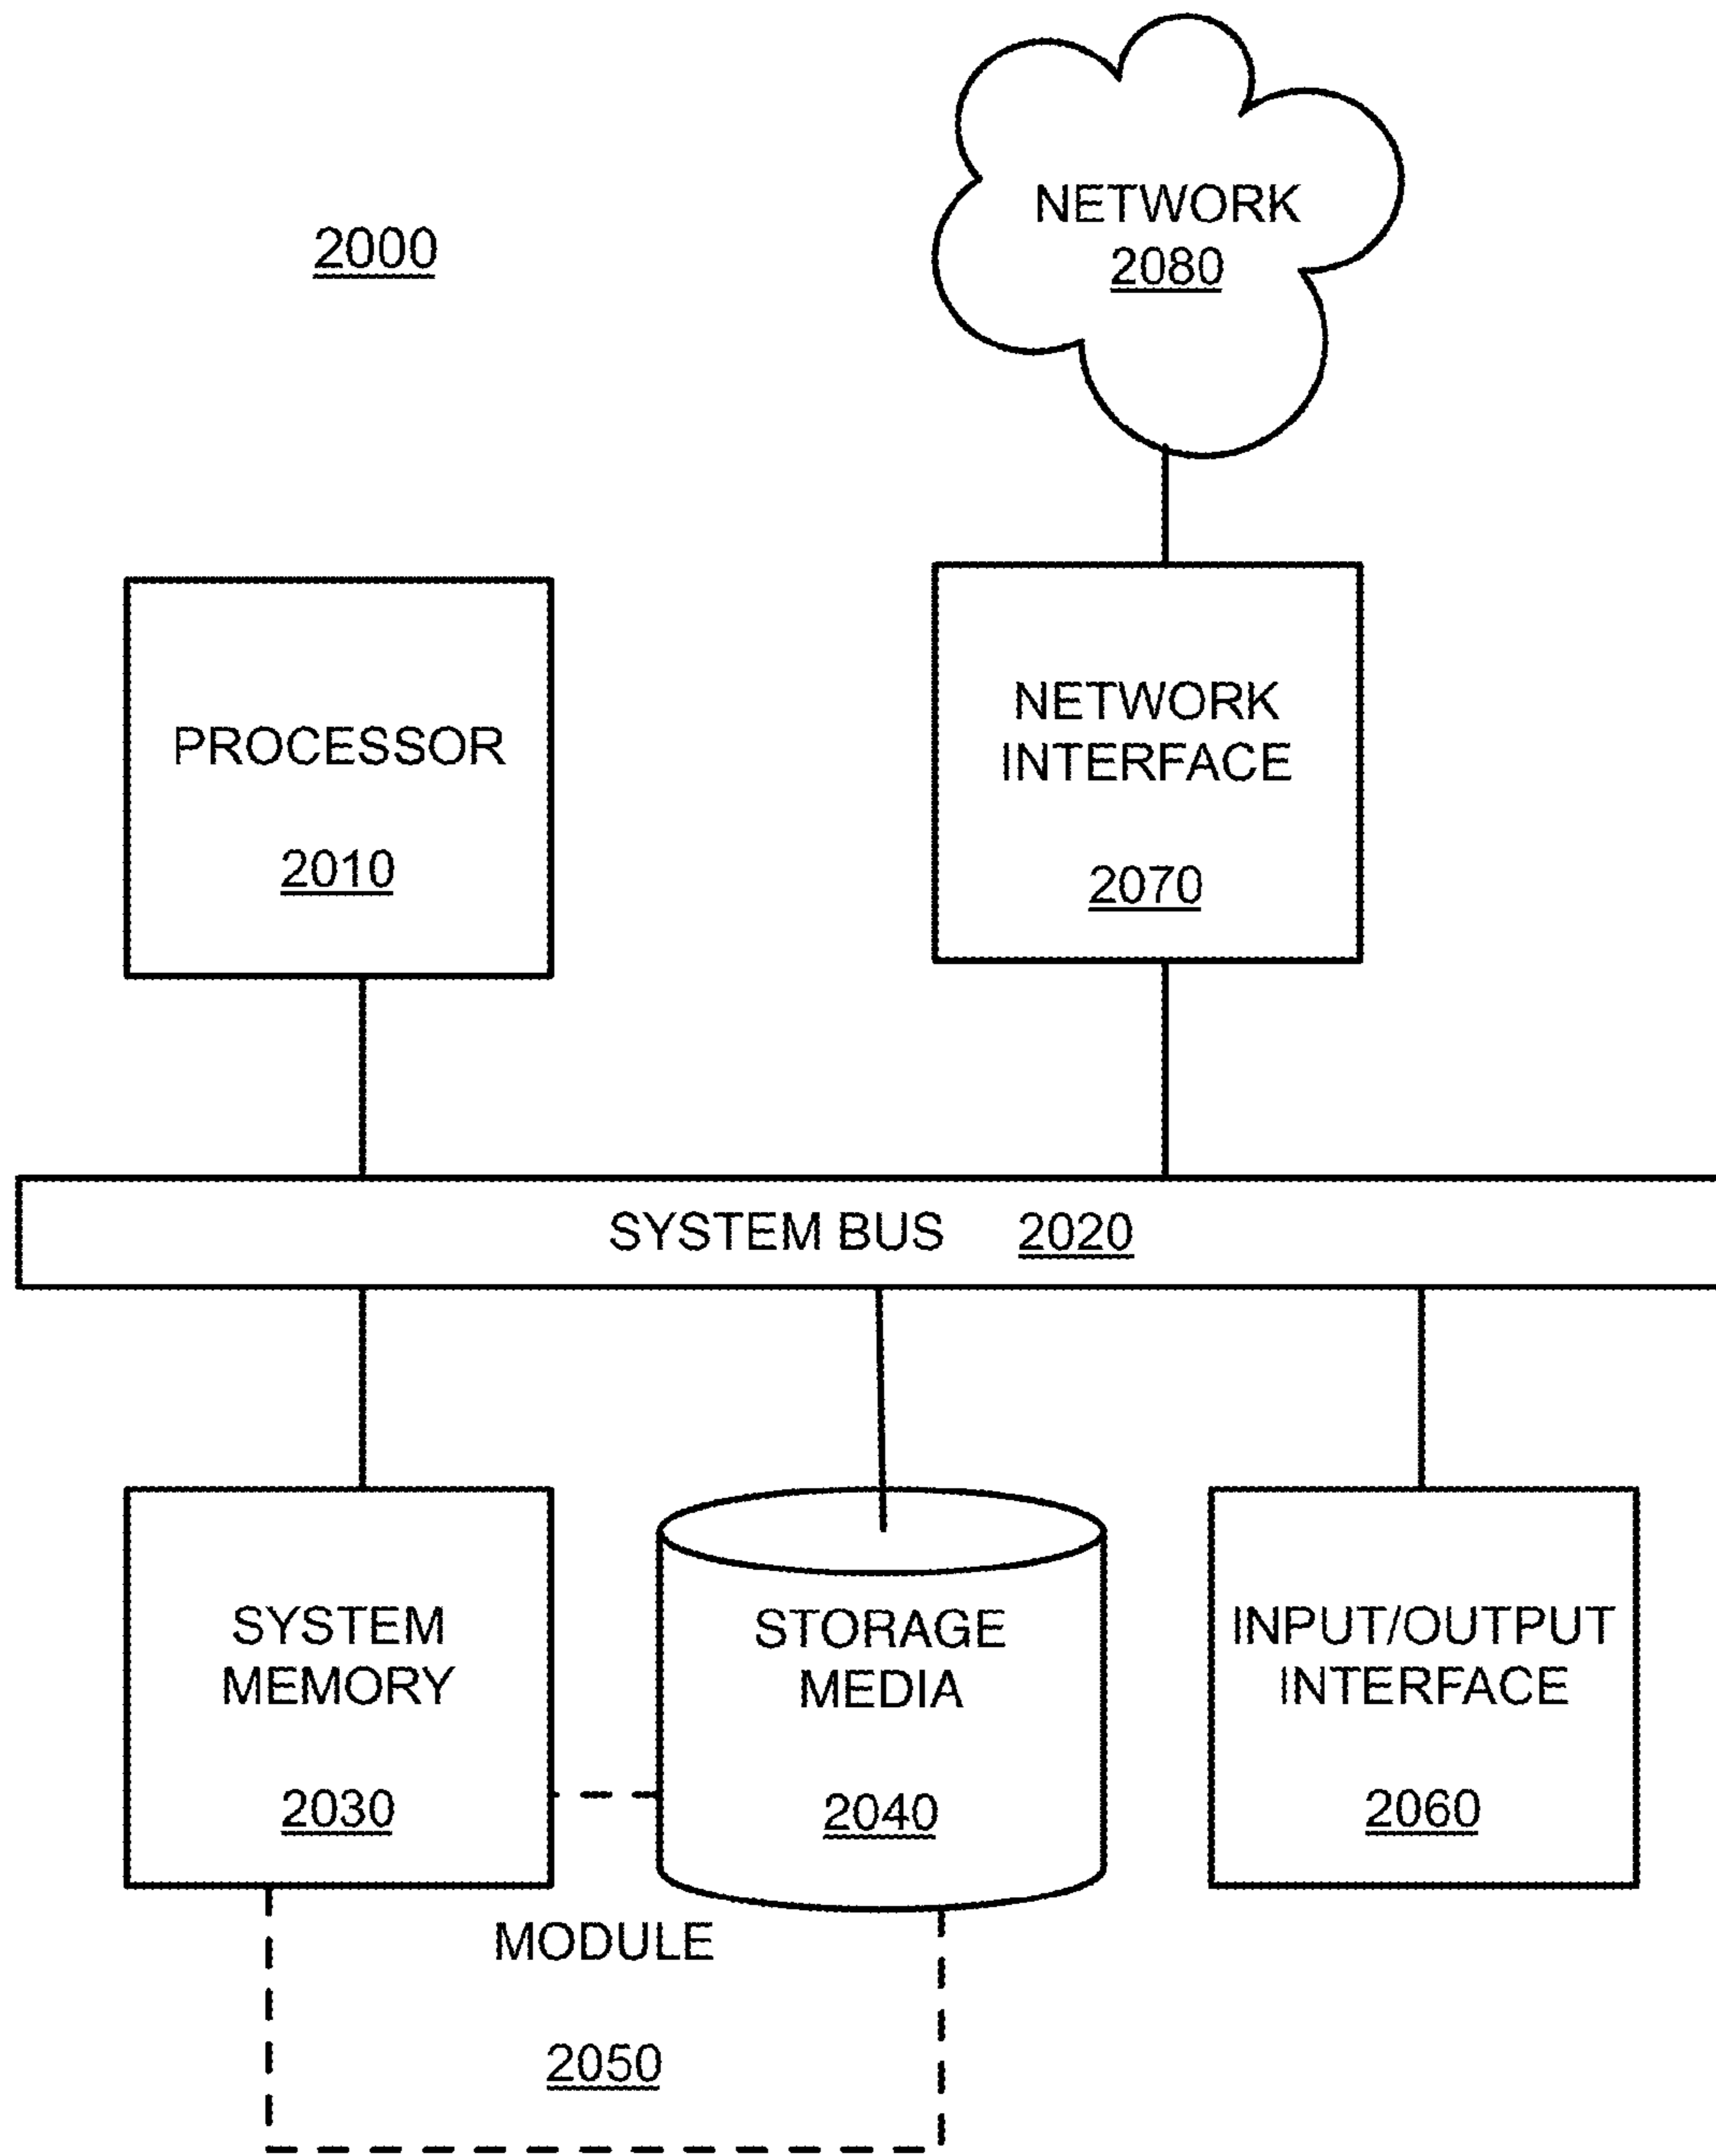 2000
NETWORK
2080
PROCESSOR
2010
NETWORK
INTERFACE
2070
SYSTEM BUS 2020
SYSTEM
MEMORY
2030
STORAGE
MEDIA
2040
INPUT/OUTPUT
INTERFACE
2060
MODULE
2050